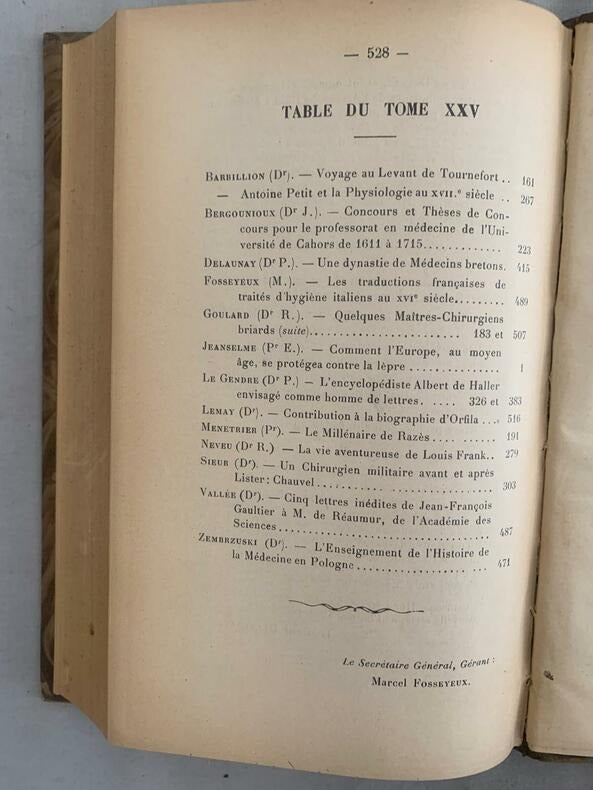 — 528 —
TABLE DU TOME XXV
BARBILLION (Dr). — Voyage au Levant de Tournefort .. 161
— Antoine Petit et la Physiologie au XVII.e siècle .. 267
BERGOUNIOUX (Dr J.). — Concours et Thèses de Con-
cours pour le professorat en médecine de l'Uni-
versité de Cahors de 1611 à 1715............. 223
DELAUNAY (Dr P.). — Une dynastie de Médecins bretons. 415
FOSSEYEUX (M.). — Les traductions françaises de
traités d'hygiène italiens au XVIe siècle......... 489
GOULARD (Dr R.). — Quelques Maîtres-Chirurgiens
briards (suite)...................... 183 et 507
JEANSELME (Pr E.). — Comment l'Europe, au moyen
âge, se protégea contre la lèpre ............... 1
LE GENDRE (Dr P.) — L'encyclopédiste Albert de Haller
envisagé comme homme de lettres. .... 326 et 383
LEMAY (Dr). — Contribution à la biographie d'Orfila .... 516
MENETRIER (Pr). — Le Millénaire de Razès.......... 191
NEVEU (Dr R.) — La vie aventureuse de Louis Frank.. 279
SIEUR (Dr). — Un Chirurgien militaire avant et après
Lister: Chauvel............................ 303
VALLÉE (Dr). — Cinq lettres inédites de Jean-François
Gaultier à M. de Réaumur, de l'Académie des
Sciences.................................... 487
ZEMBRZUSKI (Dr). — L'Enseignement de l'Histoire de
la Médecine en Pologne.................. ... 471
Le Secrétaire Général, Gérant :
Marcel FOSSEYEUX.